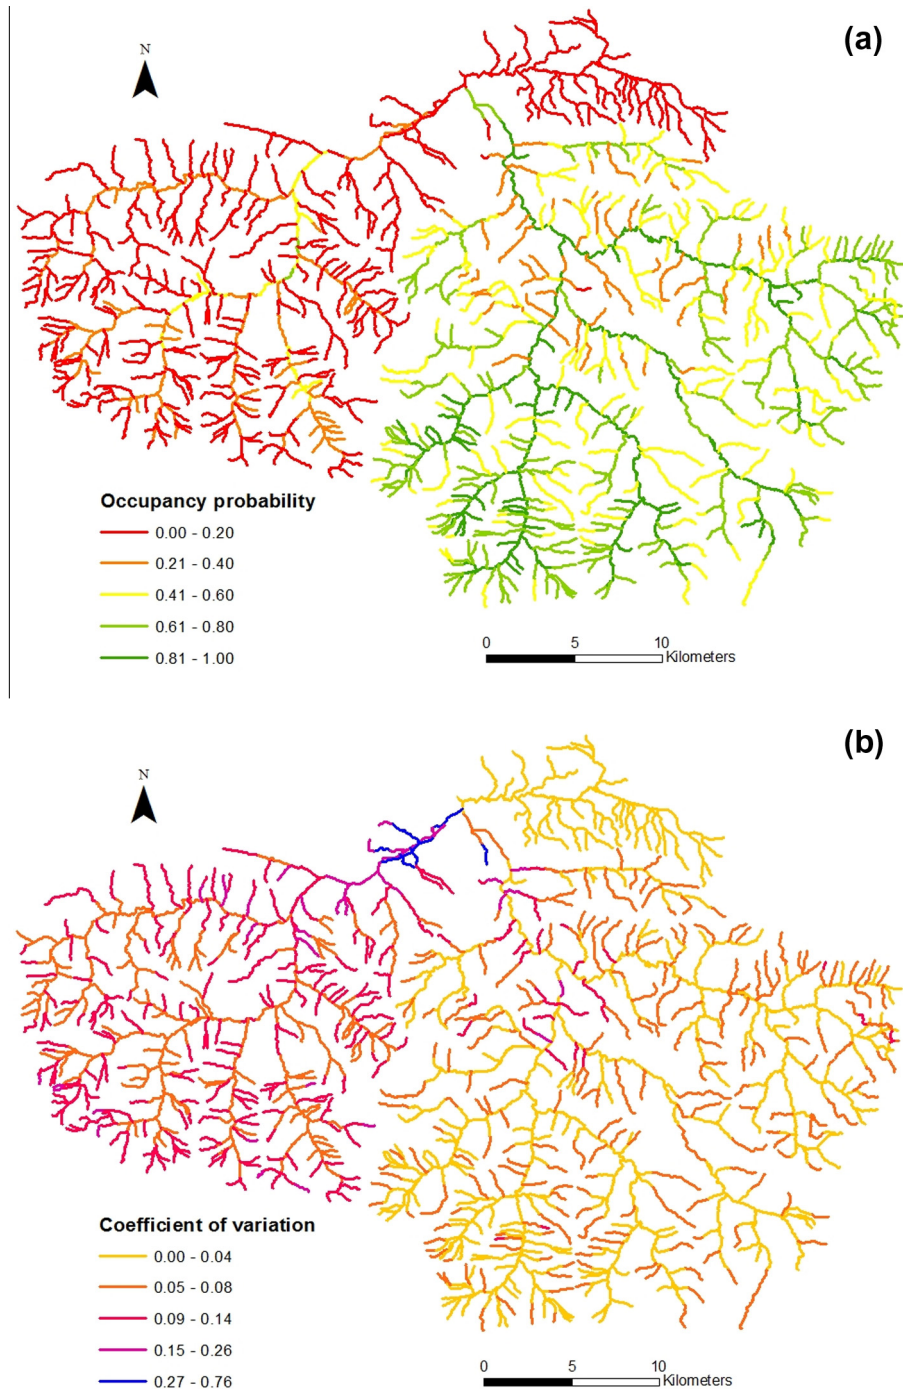 (a)
N
Occupancy probability
0.00 - 0.20
0.21 - 0.40
0.41 - 0.60
0.61 - 0.80
0.81 - 1.00
0 5 10
Kilometers
(b)
N
Coefficient of variation
0.00 - 0.04
0.05 - 0.08
0.09 - 0.14
0.15 - 0.26
0.27 - 0.76
0 5 10
Kilometers